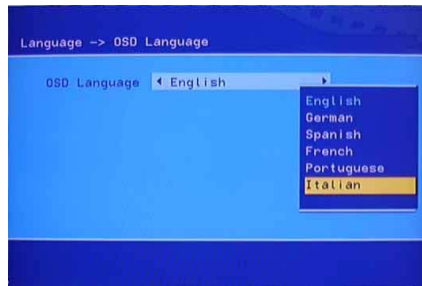 Language -> OSD Language
OSD Language English
English
German
Spanish
French
Portuguese
Italian